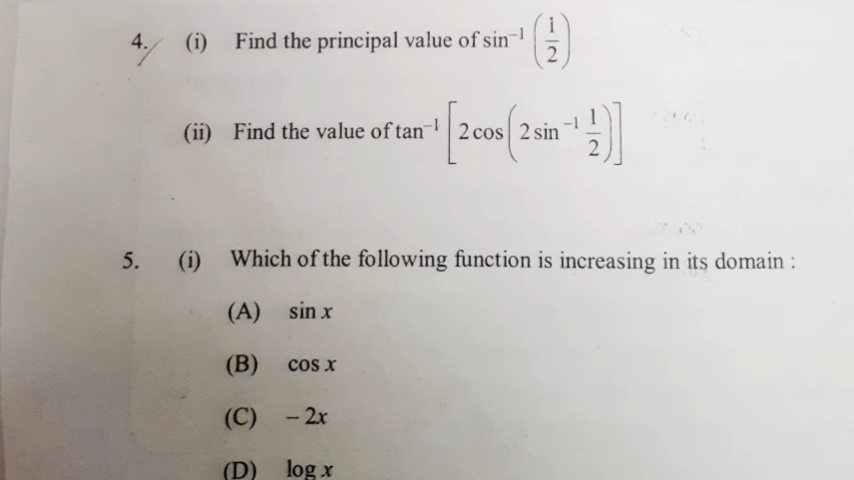 4. (i) Find the principal value of sin⁻¹ (1/2)
(ii) Find the value of tan⁻¹ [2 cos (2 sin⁻¹ 1/2)]
5. (i) Which of the following function is increasing in its domain :
(A) sin x
(B) cos x
(C) – 2x
(D) log x